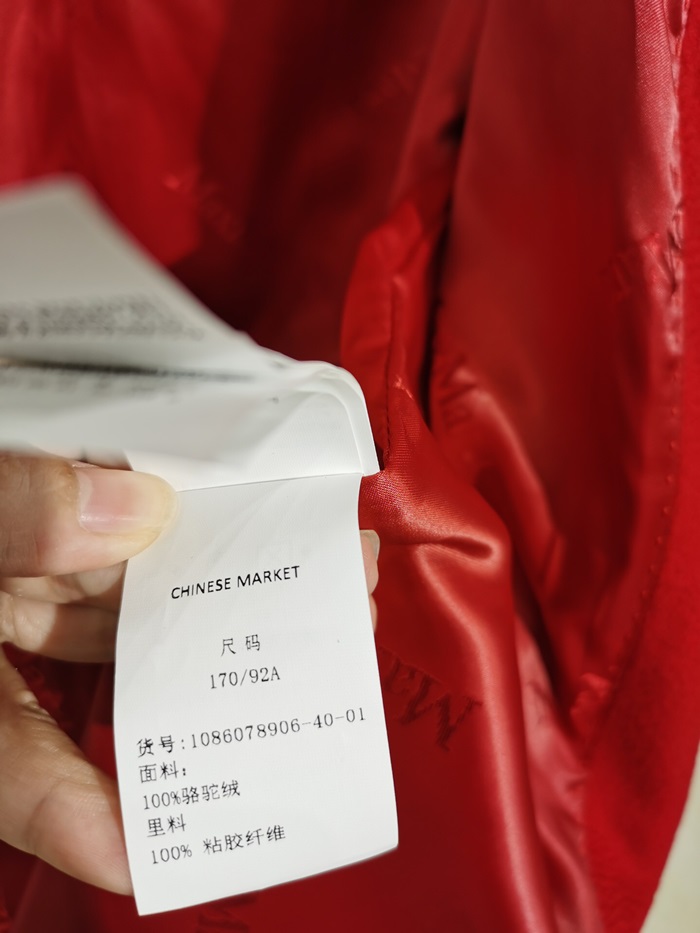 CHINESE MARKET
尺码
170/92A
货号:1086078906-40-01
面料:
100%骆驼绒
里料
100% 粘胶纤维